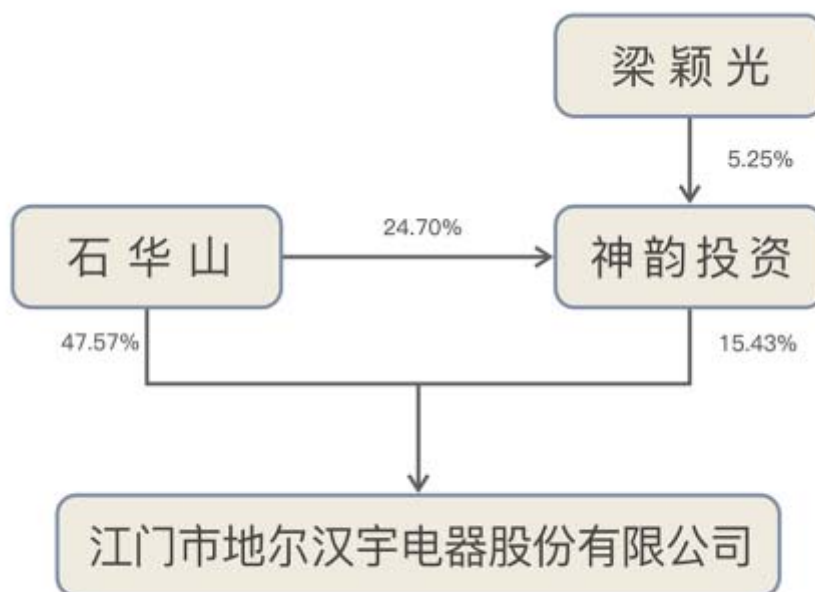 梁颖光
5.25%
石华山
24.70%
神韵投资
47.57%
15.43%
江门市地尔汉宇电器股份有限公司